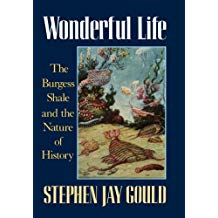 Wonderful Life
The
Burgess
Shale
and the
Nature
of
History
STEPHEN JAY GOULD